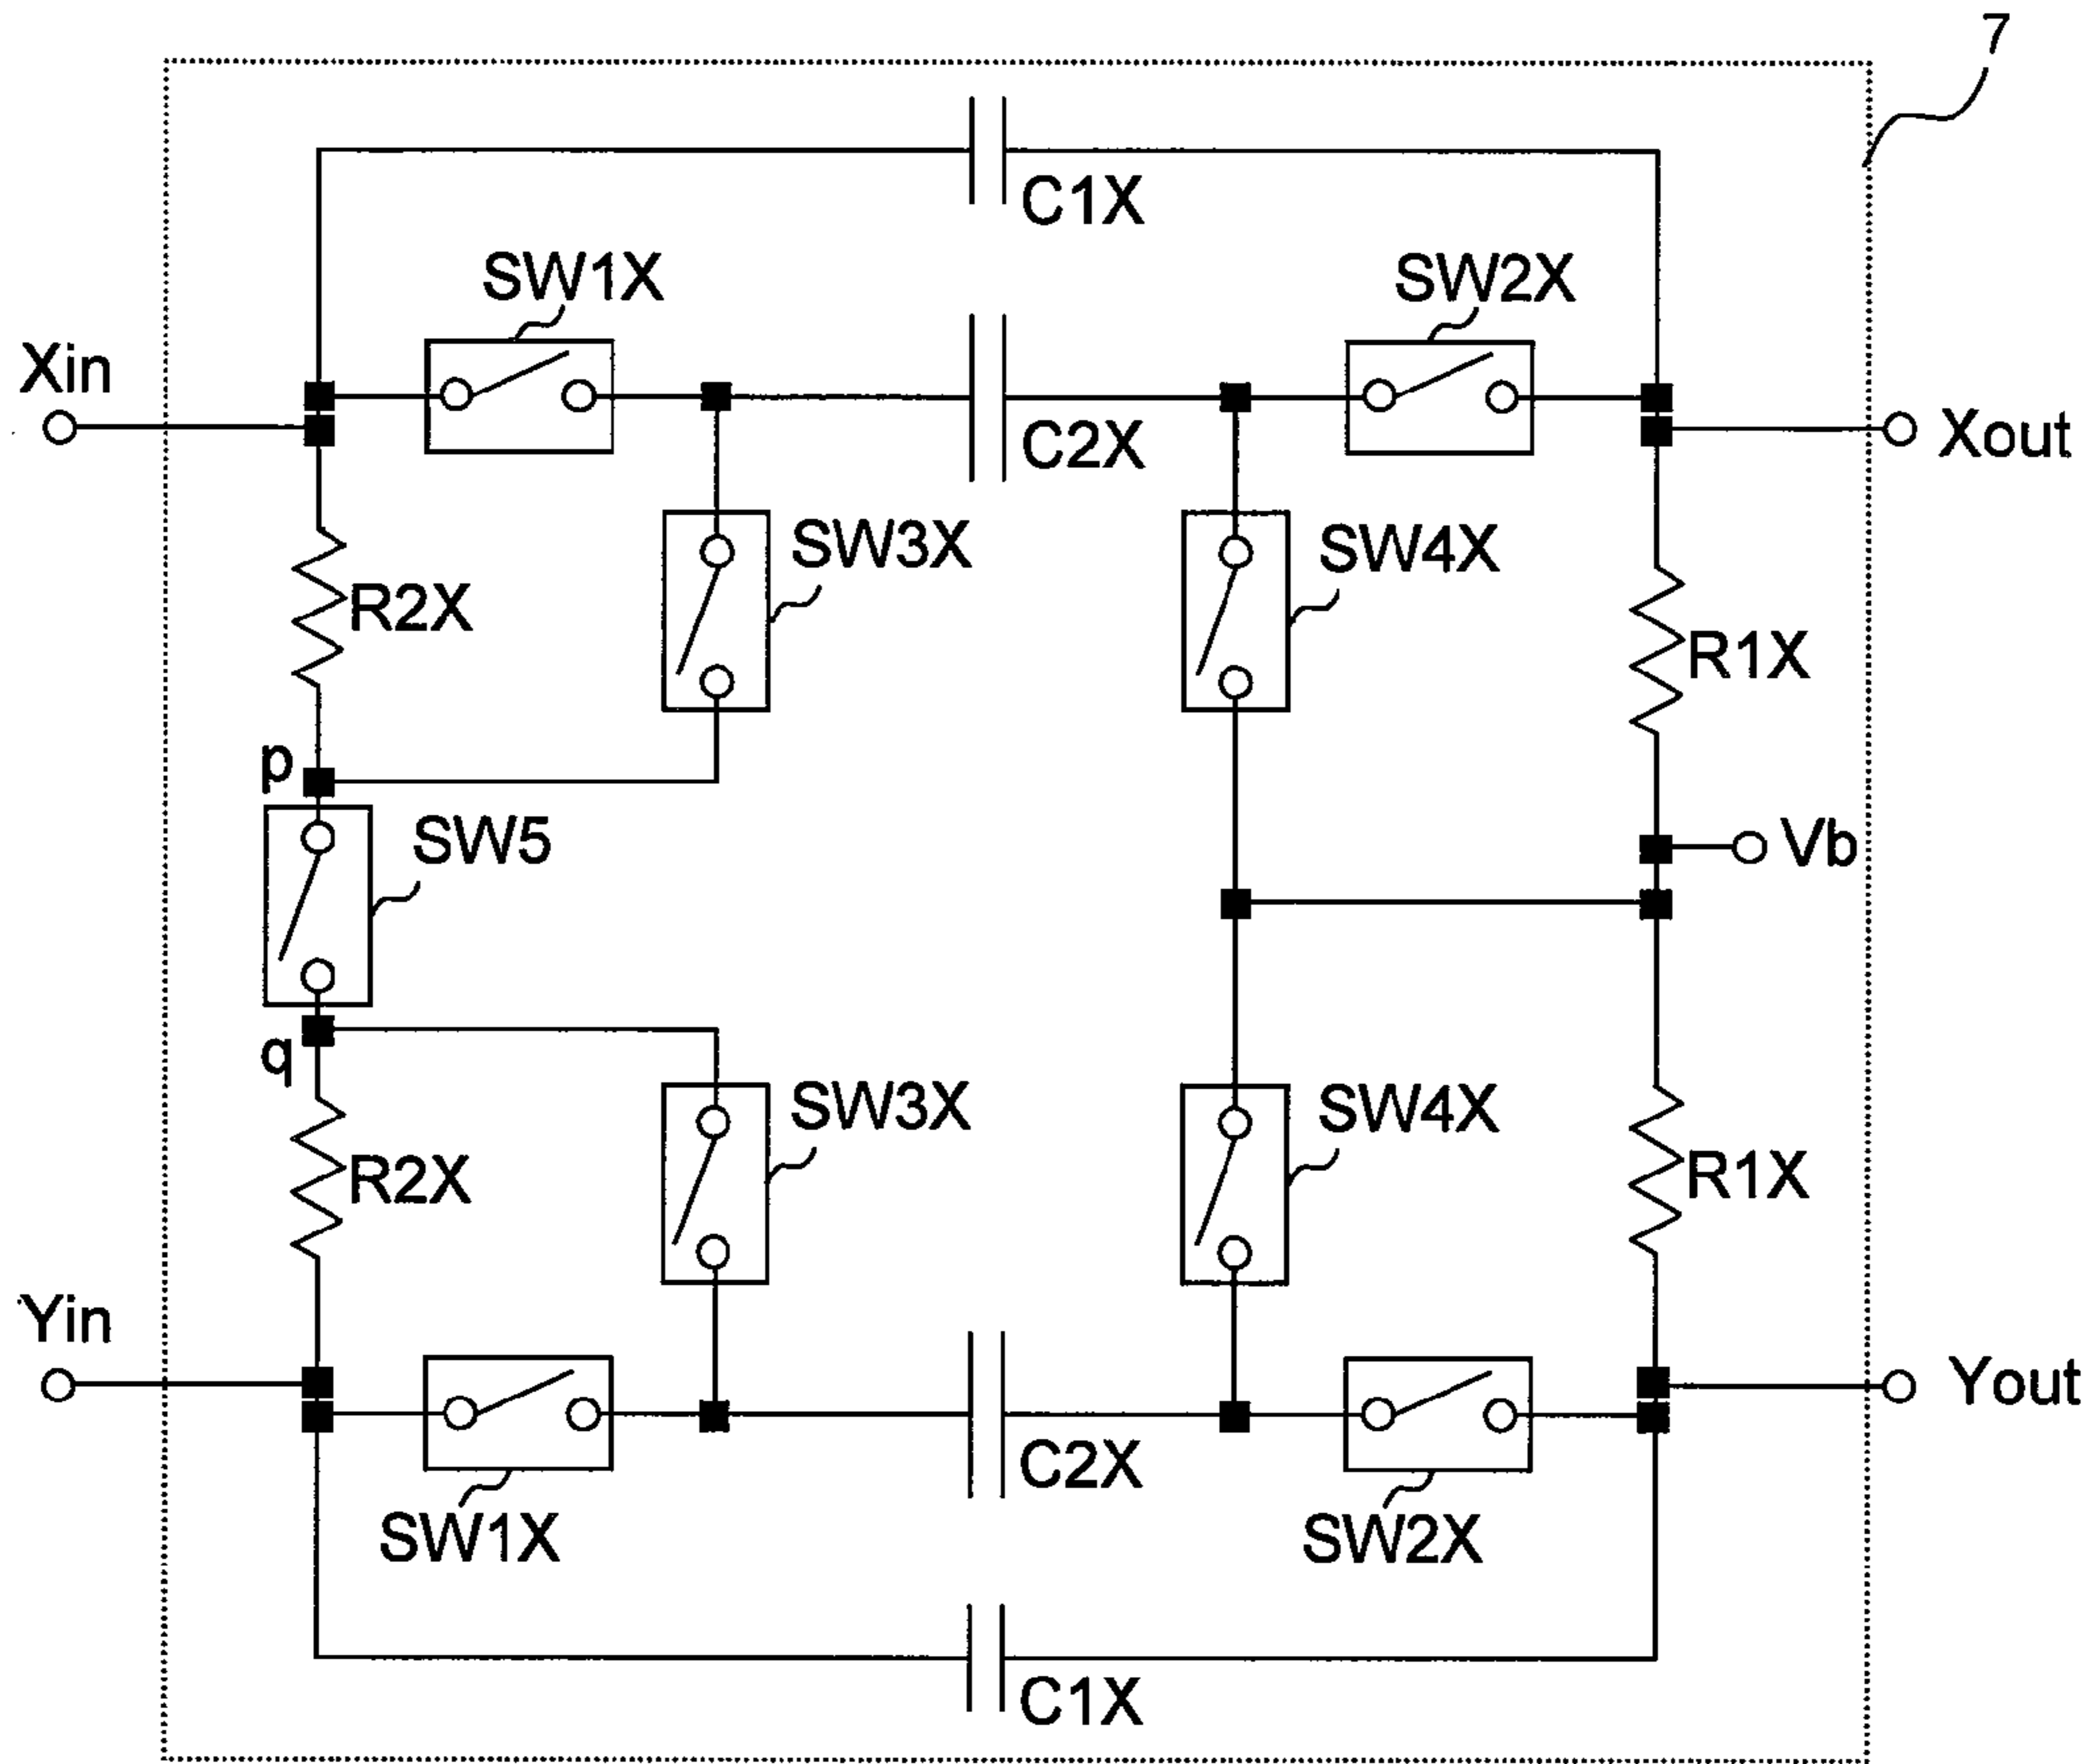 7
C1X
SW1X
SW2X
Xin
C2X
Xout
SW3X
SW4X
R2X
R1X
p
SW5
Vb
q
SW3X
SW4X
R2X
R1X
Yin
Yout
C2X
SW1X
SW2X
C1X